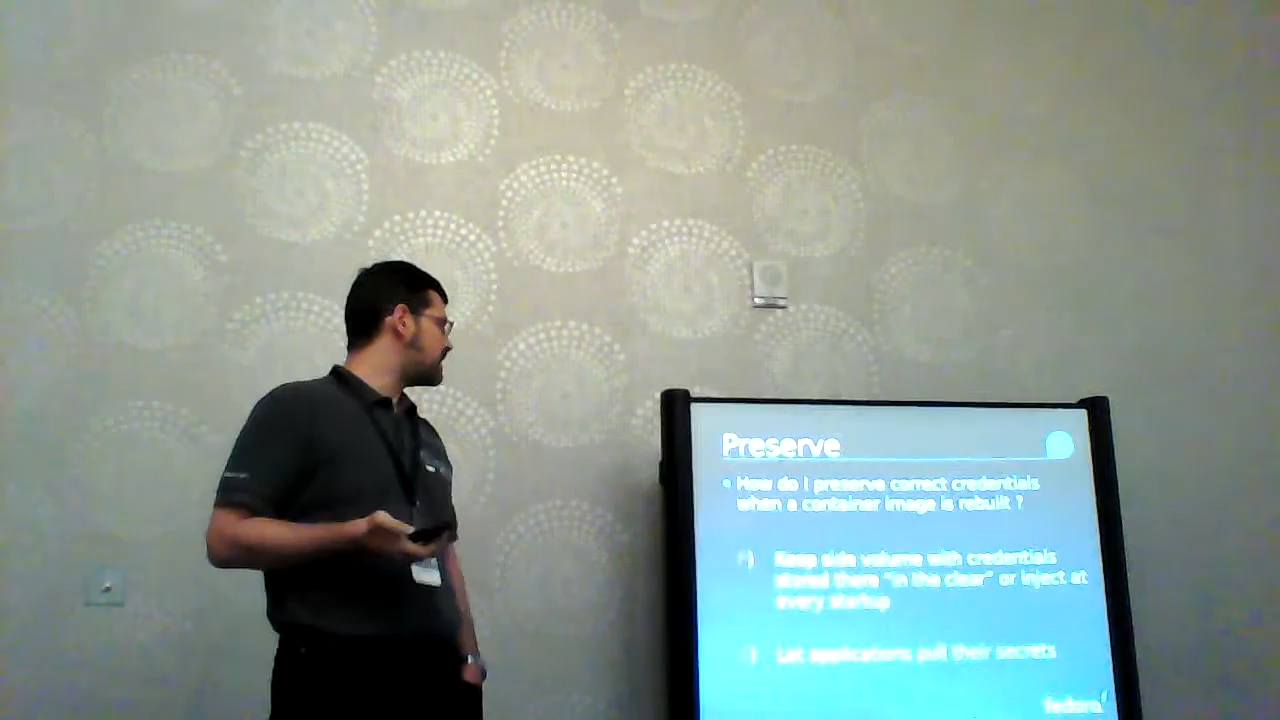 Preserve
How do I preserve correct credentials
when a container image is rebuilt ?
Keep side volume with credentials
stored there "in the clear" or inject at
every startup
Let applications pull their secrets
fedora